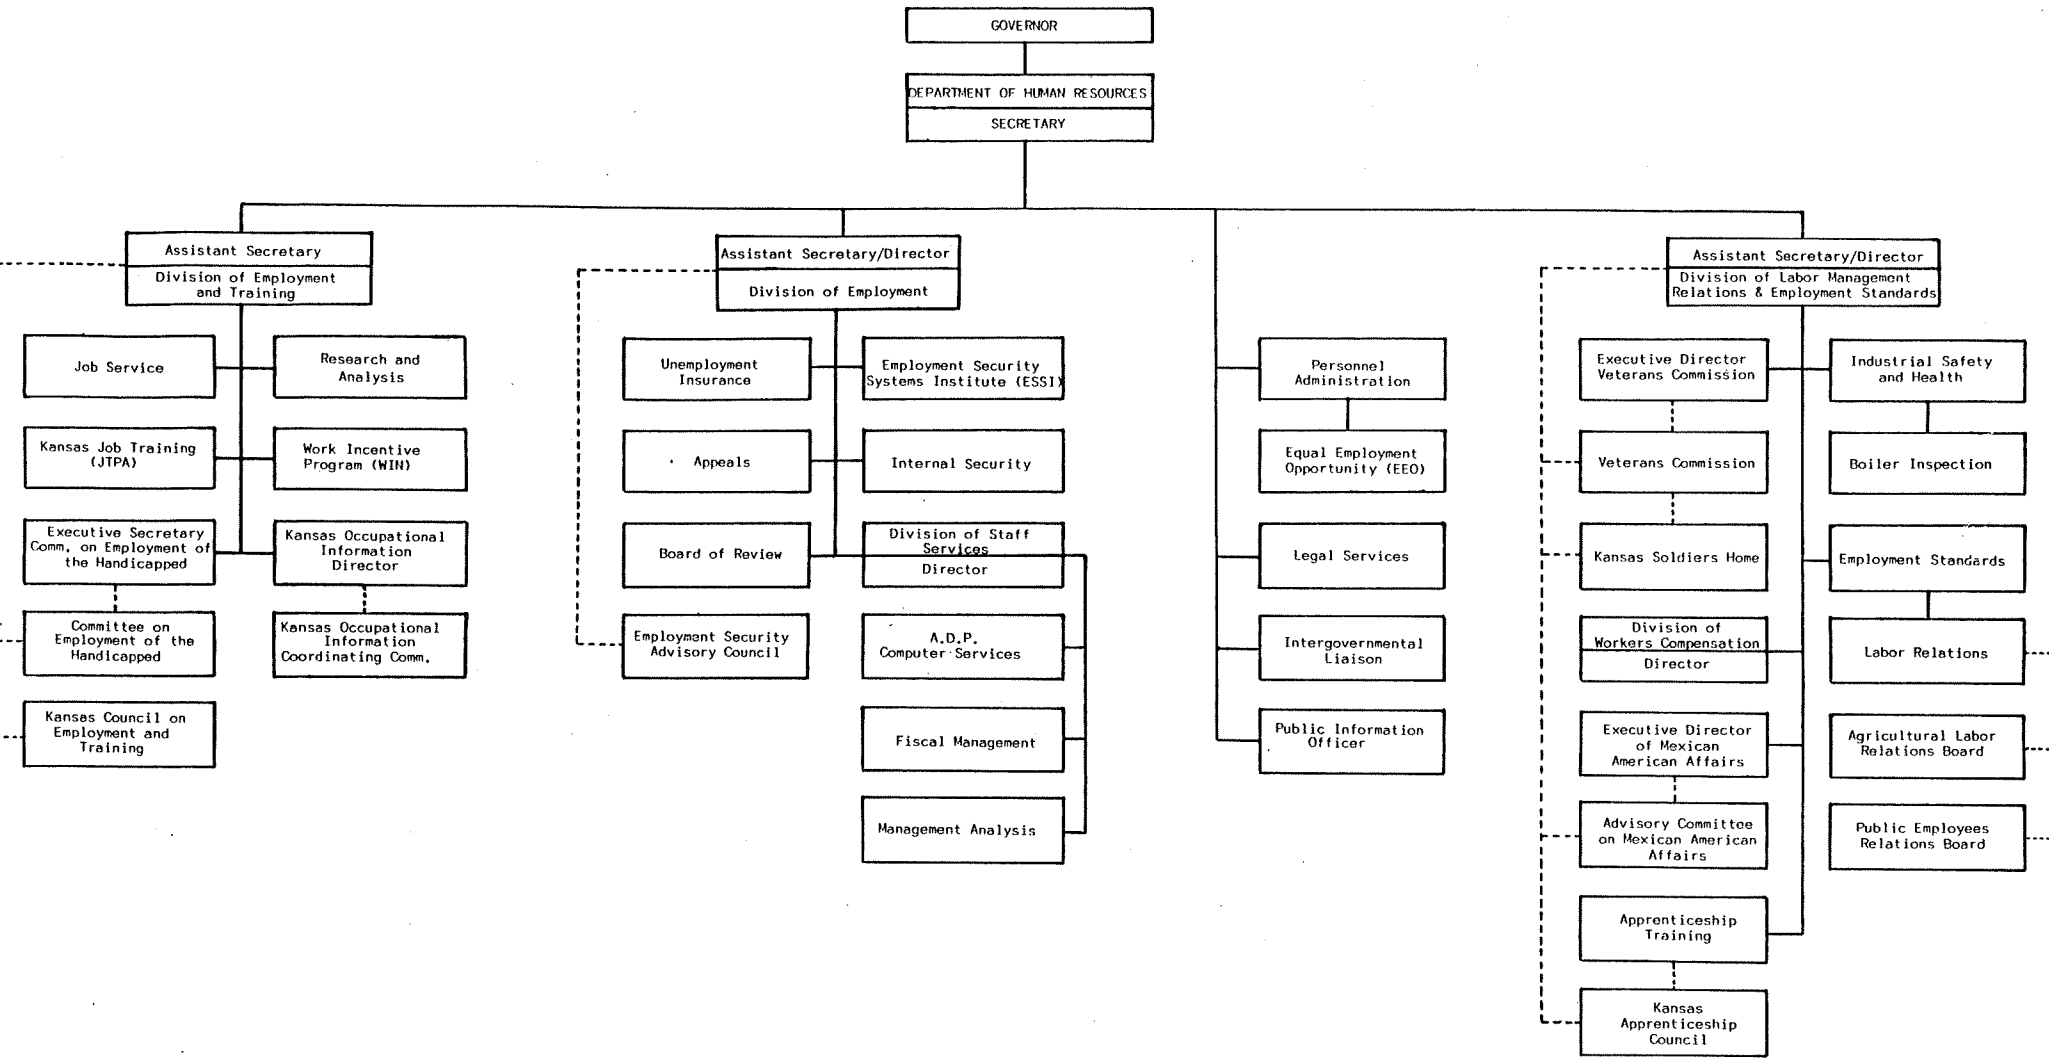 GOVERNOR
DEPARTMENT OF HUMAN RESOURCES
SECRETARY
Assistant Secretary
Division of Employment
and Training
Job Service
Research and
Analysis
Kansas Job Training
(JTPA)
Work Incentive
Program (WIN)
Executive Secretary
Comm. on Employment of
the Handicapped
Kansas Occupational
Information
Director
Committee on
Employment of the
Handicapped
Kansas Occupational
Information
Coordinating Comm.
Kansas Council on
Employment and
Training
Assistant Secretary/Director
Division of Employment
Unemployment
Insurance
Employment Security
Systems Institute (ESSI)
Appeals
Internal Security
Board of Review
Division of Staff
Services
Director
Employment Security
Advisory Council
A.D.P.
Computer Services
Fiscal Management
Management Analysis
Personnel
Administration
Equal Employment
Opportunity (EEO)
Legal Services
Intergovernmental
Liaison
Public Information
Officer
Assistant Secretary/Director
Division of Labor Management
Relations & Employment Standards
Executive Director
Veterans Commission
Industrial Safety
and Health
Veterans Commission
Boiler Inspection
Kansas Soldiers Home
Employment Standards
Division of
Workers Compensation
Director
Labor Relations
Executive Director
of Mexican
American Affairs
Agricultural Labor
Relations Board
Advisory Committee
on Mexican American
Affairs
Public Employees
Relations Board
Apprenticeship
Training
Kansas
Apprenticeship
Council